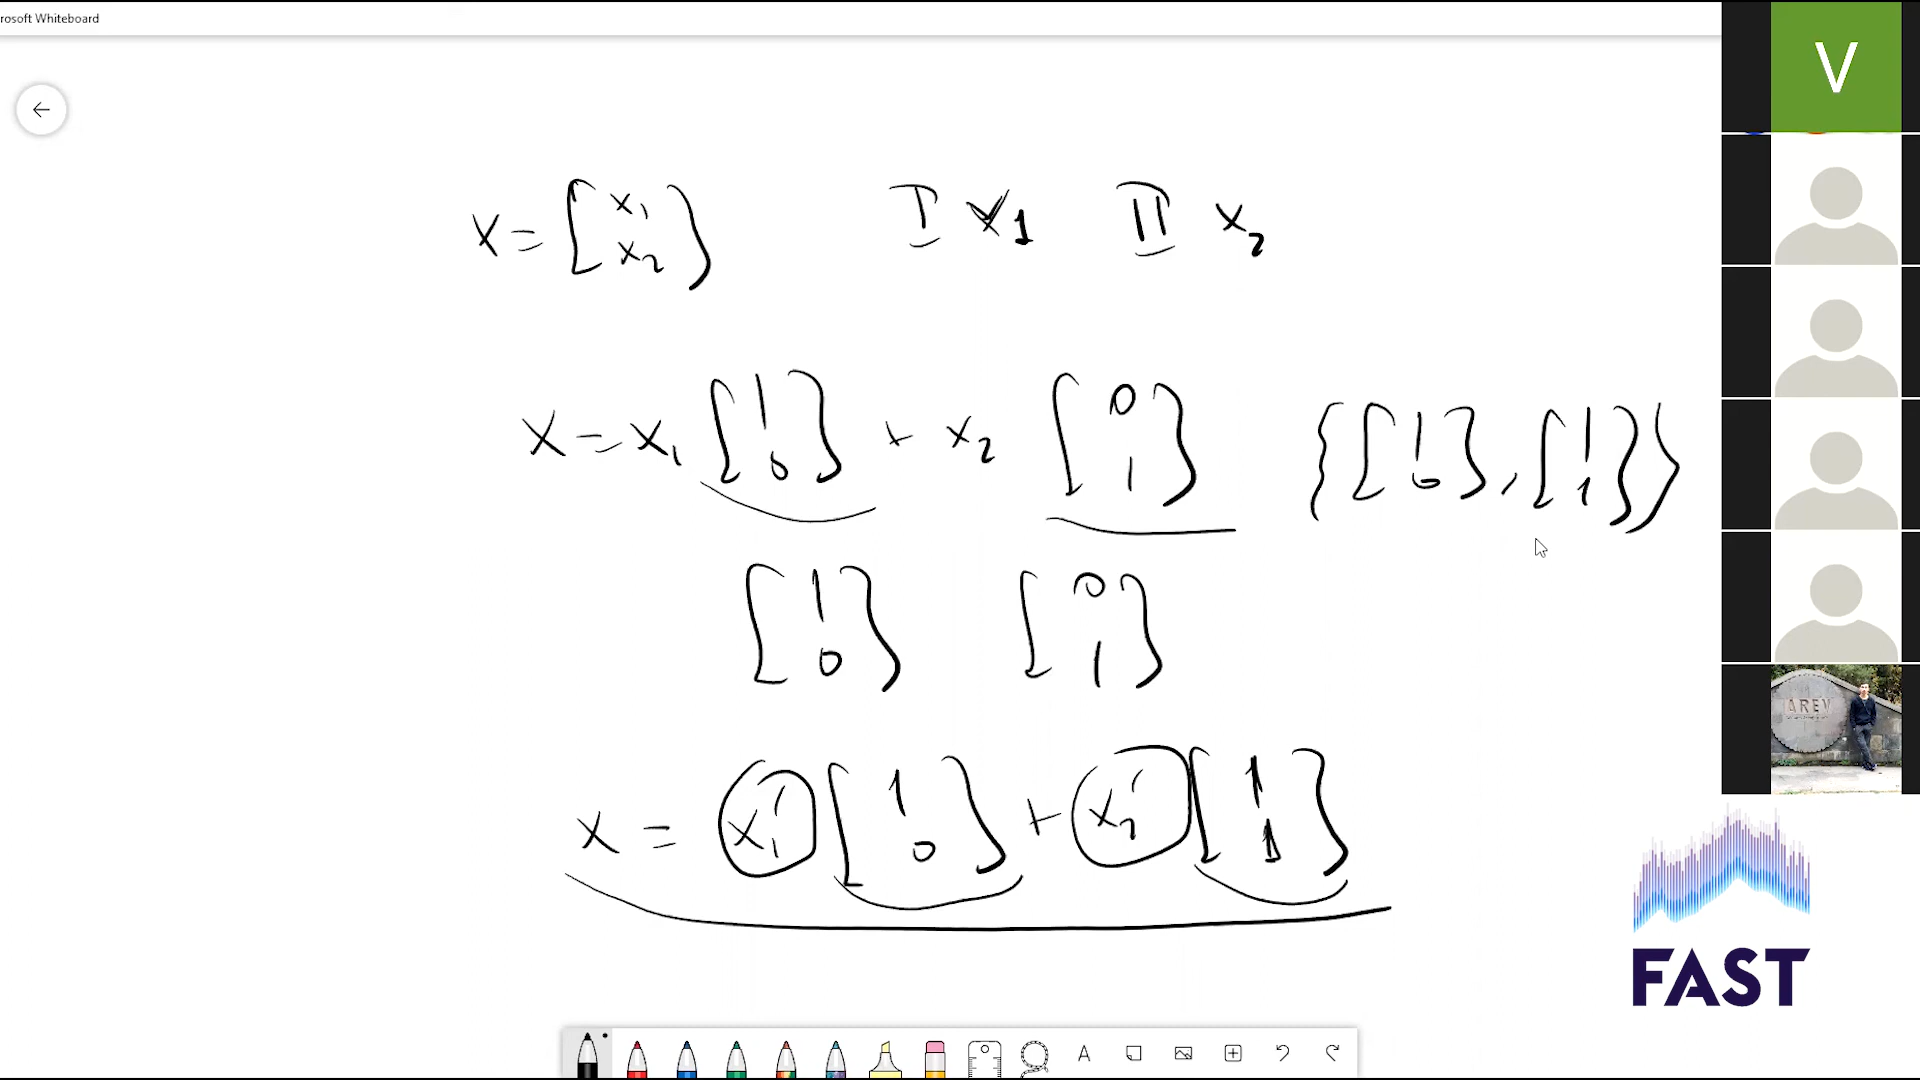 rosoft Whiteboard
V
x = [x₁ x₂] I x1 II x₂
x = x₁ [1 0] + x₂ [0 1] {[1 0], [1 1]}
[1 0] [0 1]
x = x₁' [1 0] + x₂' [1 1]
AREV
FAST
A